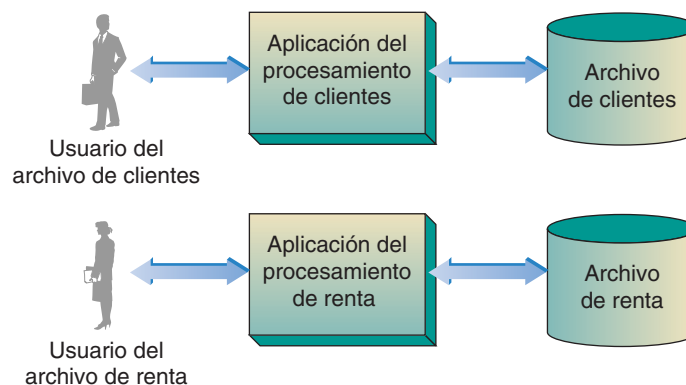 Aplicación del
procesamiento
de clientes
Archivo
de clientes
Usuario del
archivo de clientes
Aplicación del
procesamiento
de renta
Archivo
de renta
Usuario del
archivo de renta